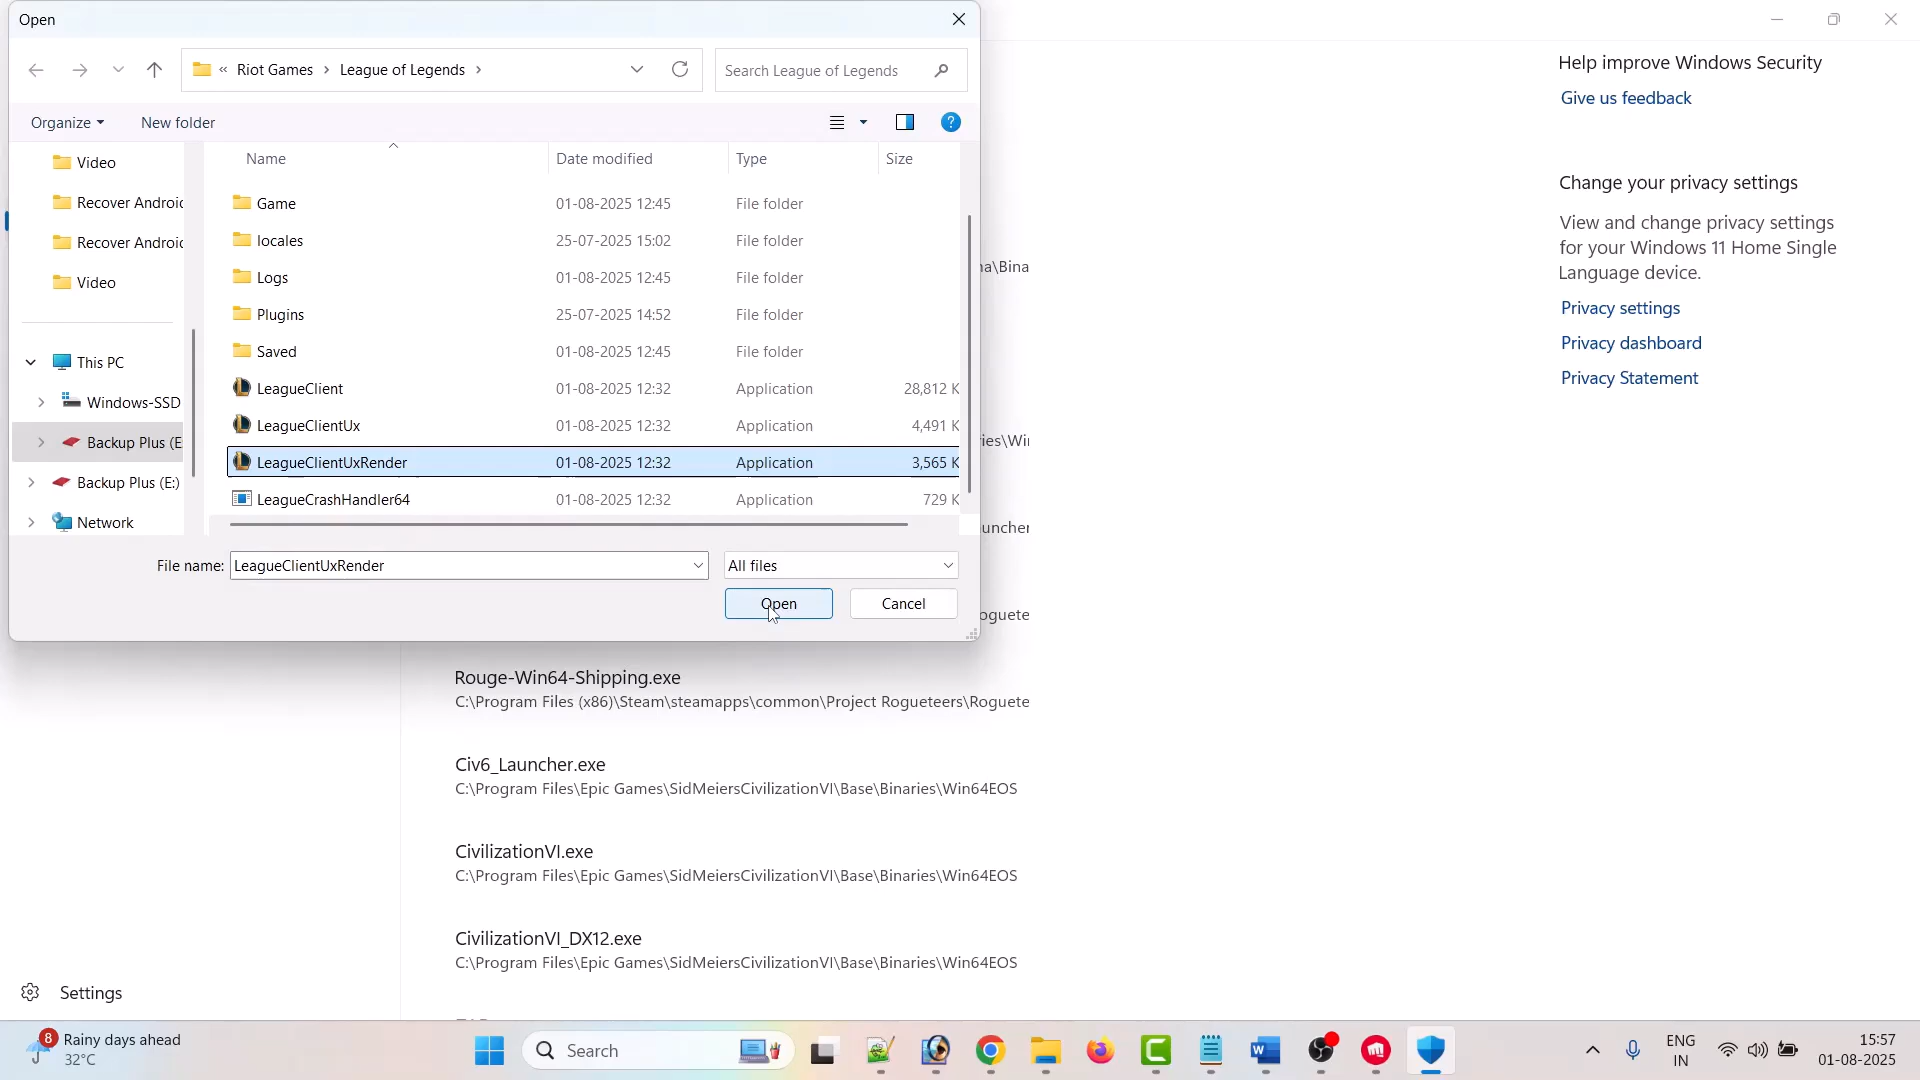 Open
« Riot Games › League of Legends ›
Search League of Legends
Organize
New folder
Video
Recover Androi
Recover Androi
Video
This PC
Windows-SSD
Backup Plus (E
Backup Plus (E:)
Network
Name Date modified Type Size
Game 01-08-2025 12:45 File folder
locales 25-07-2025 15:02 File folder
Logs 01-08-2025 12:45 File folder
Plugins 25-07-2025 14:52 File folder
Saved 01-08-2025 12:45 File folder
LeagueClient 01-08-2025 12:32 Application 28,812 K
LeagueClientUx 01-08-2025 12:32 Application 4,491 K
LeagueClientUxRender 01-08-2025 12:32 Application 3,565 K
LeagueCrashHandler64 01-08-2025 12:32 Application 729 K
File name: LeagueClientUxRender All files
Open Cancel
na\Bina
ies\Wi
auncher
oguete
Rouge-Win64-Shipping.exe
C:\Program Files (x86)\Steam\steamapps\common\Project Rogueteers\Roguete
Civ6_Launcher.exe
C:\Program Files\Epic Games\SidMeiersCivilizationVI\Base\Binaries\Win64EOS
CivilizationVI.exe
C:\Program Files\Epic Games\SidMeiersCivilizationVI\Base\Binaries\Win64EOS
CivilizationVI_DX12.exe
C:\Program Files\Epic Games\SidMeiersCivilizationVI\Base\Binaries\Win64EOS
Settings
Help improve Windows Security
Give us feedback
Change your privacy settings
View and change privacy settings
for your Windows 11 Home Single
Language device.
Privacy settings
Privacy dashboard
Privacy Statement
8
Rainy days ahead
32°C
Search
ENG
IN
15:57
01-08-2025